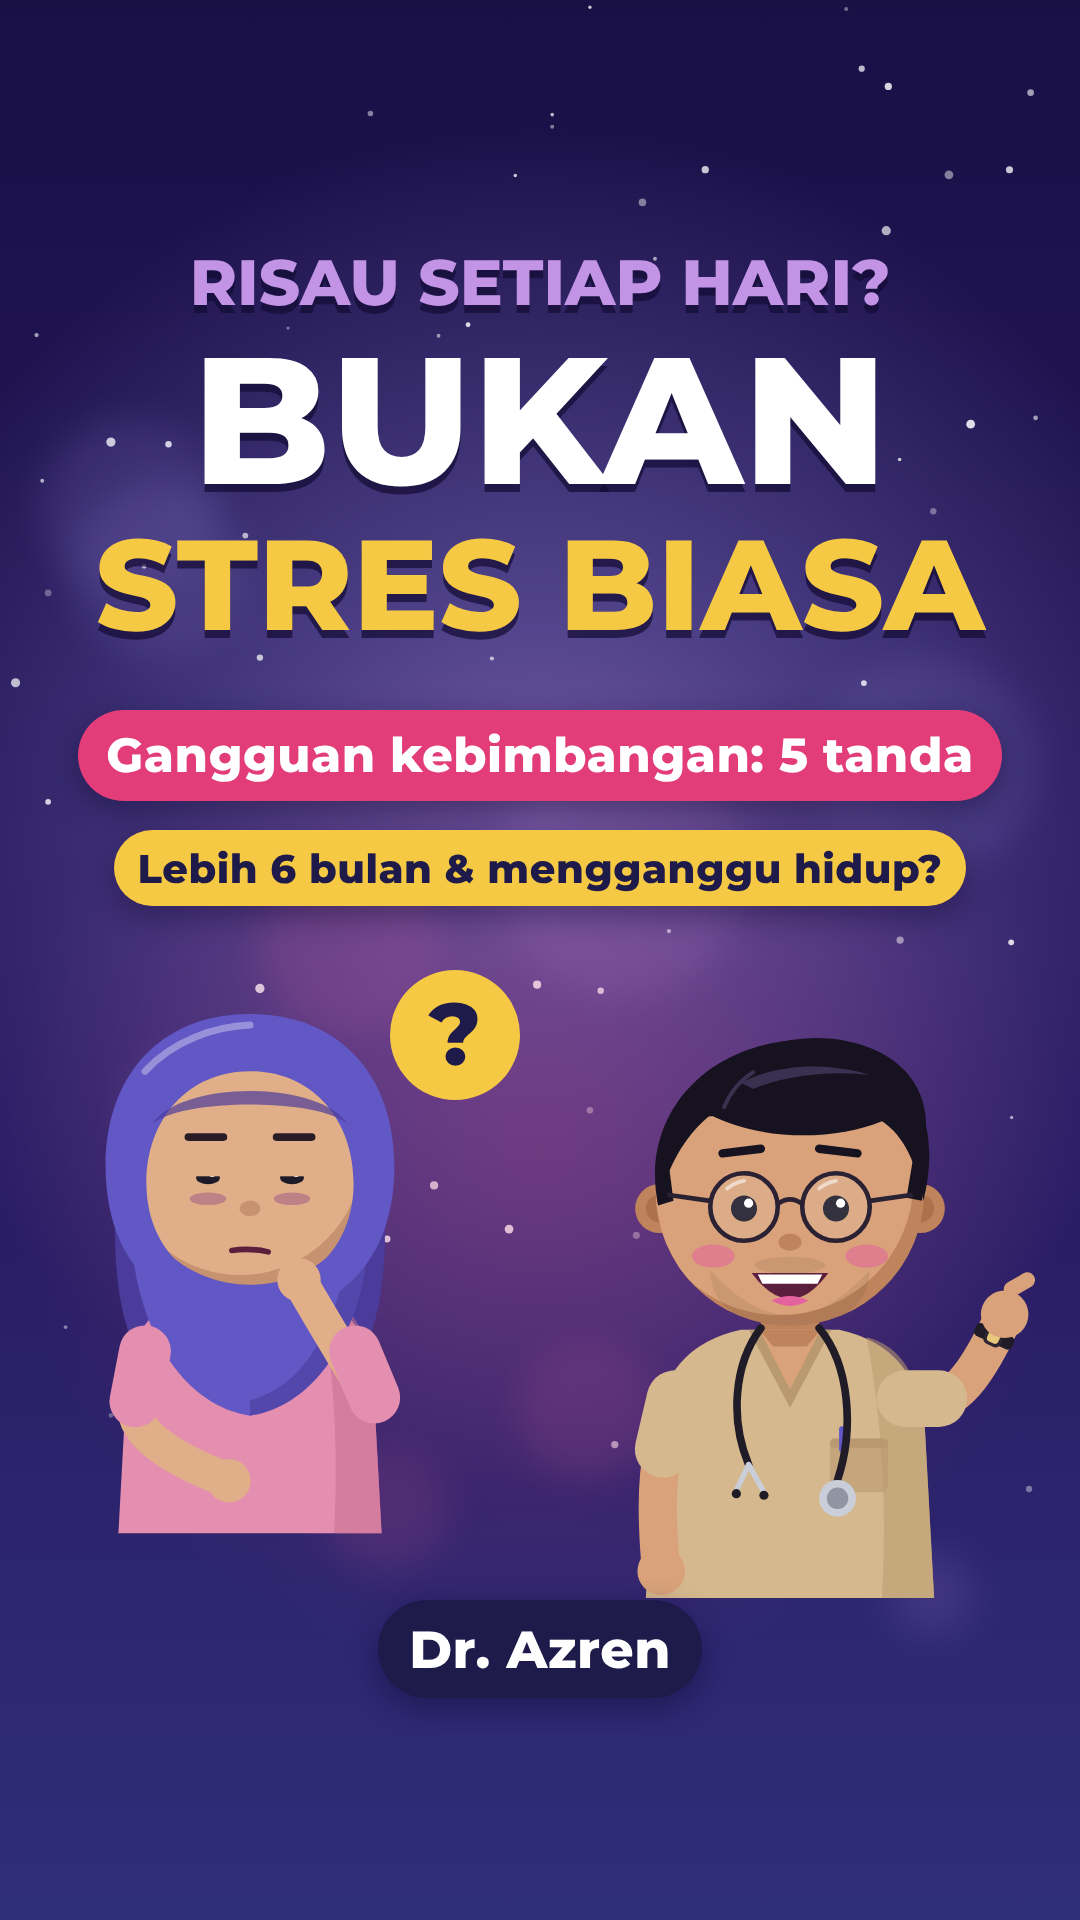 RISAU SETIAP HARI?
BUKAN
STRES BIASA
Gangguan kebimbangan: 5 tanda
Lebih 6 bulan & mengganggu hidup?
?
Dr. Azren